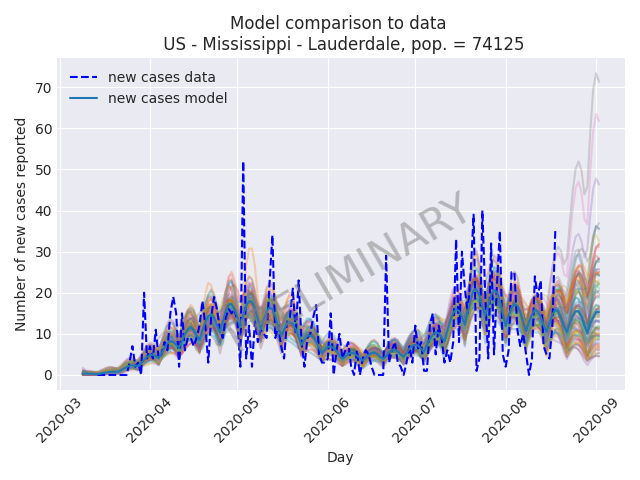 Model comparison to data
US - Mississippi - Lauderdale, pop. = 74125
new cases data
new cases model
Number of new cases reported
70
60
50
40
30
20
10
0
2020-03
2020-04
2020-05
2020-06
2020-07
2020-08
2020-09
Day